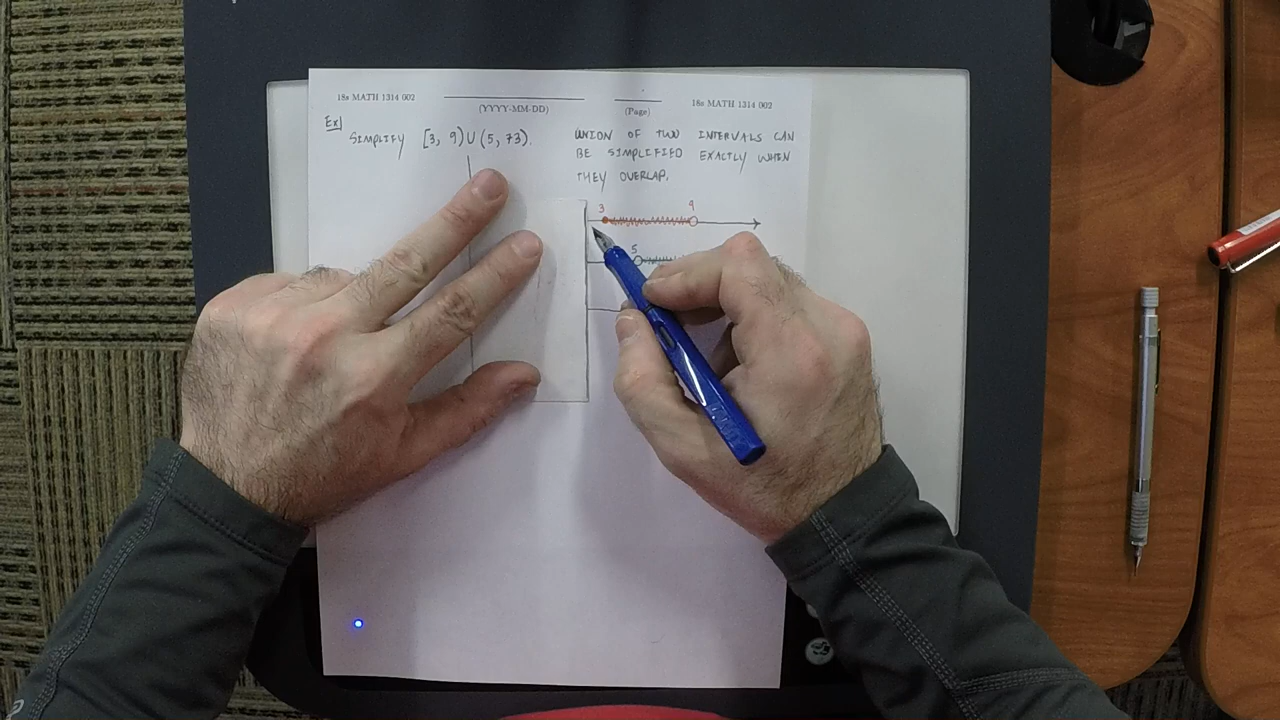 18s MATH 1314 002
(YYYY-MM-DD)
(Page)
18s MATH 1314 002
Ex]
SIMPLIFY [3, 9)∪(5, 73).
UNION OF TWO INTERVALS CAN
BE SIMPLIFIED EXACTLY WHEN
THEY OVERLAP.
3 9
5